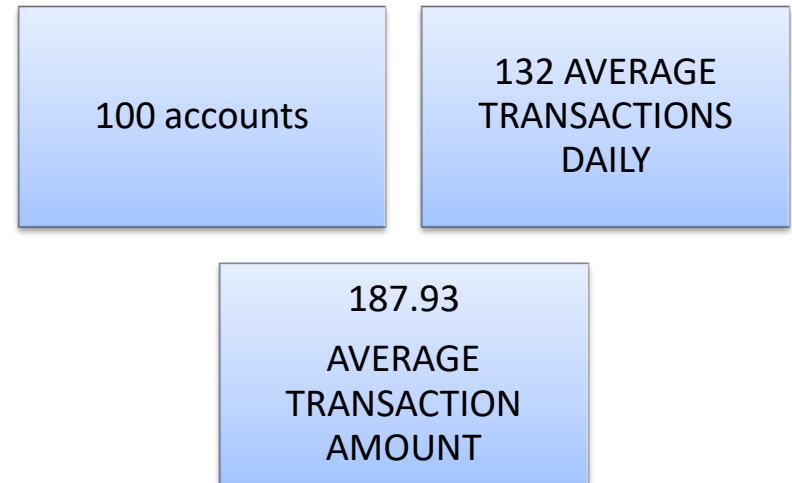 100 accounts
132 AVERAGE
TRANSACTIONS
DAILY
187.93
AVERAGE
TRANSACTION
AMOUNT